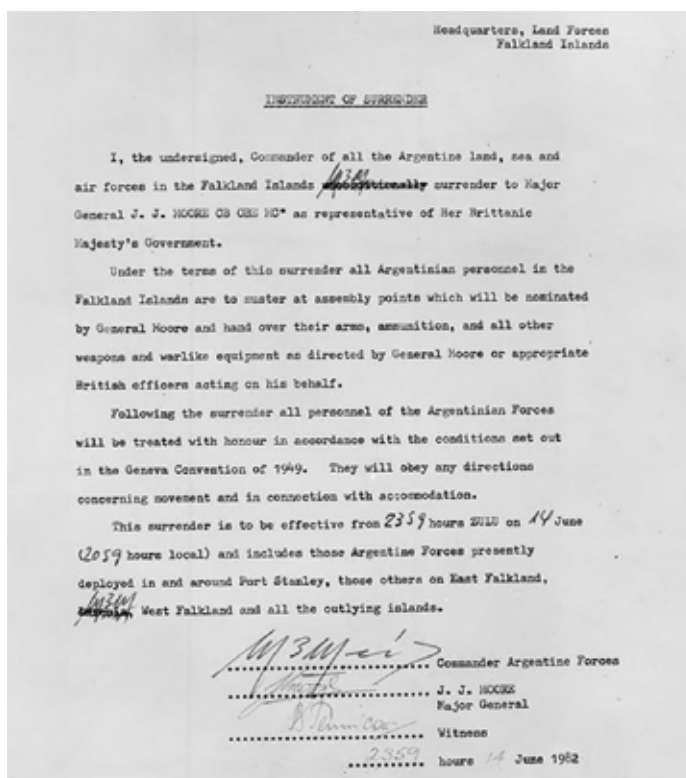 Headquarters, Land Forces
Falkland Islands
INSTRUMENT OF SURRENDER
I, the undersigned, Commander of all the Argentine land, sea and
air forces in the Falkland Islands unconditionally surrender to Major
General J. J. MOORE CB OBE MC* as representative of Her Brittanic
Majesty's Government.
Under the terms of this surrender all Argentinian personnel in the
Falkland Islands are to muster at assembly points which will be nominated
by General Moore and hand over their arms, ammunition, and all other
weapons and warlike equipment as directed by General Moore or appropriate
British officers acting on his behalf.
Following the surrender all personnel of the Argentinian Forces
will be treated with honour in accordance with the conditions set out
in the Geneva Convention of 1949. They will obey any directions
concerning movement and in connection with accommodation.
This surrender is to be effective from 2359 hours ZULU on 14 June
(2059 hours local) and includes those Argentine Forces presently
deployed in and around Port Stanley, those others on East Falkland,
West Falkland and all the outlying islands.
Commander Argentine Forces
J. J. MOORE
Major General
Witness
2359 hours 14 June 1982